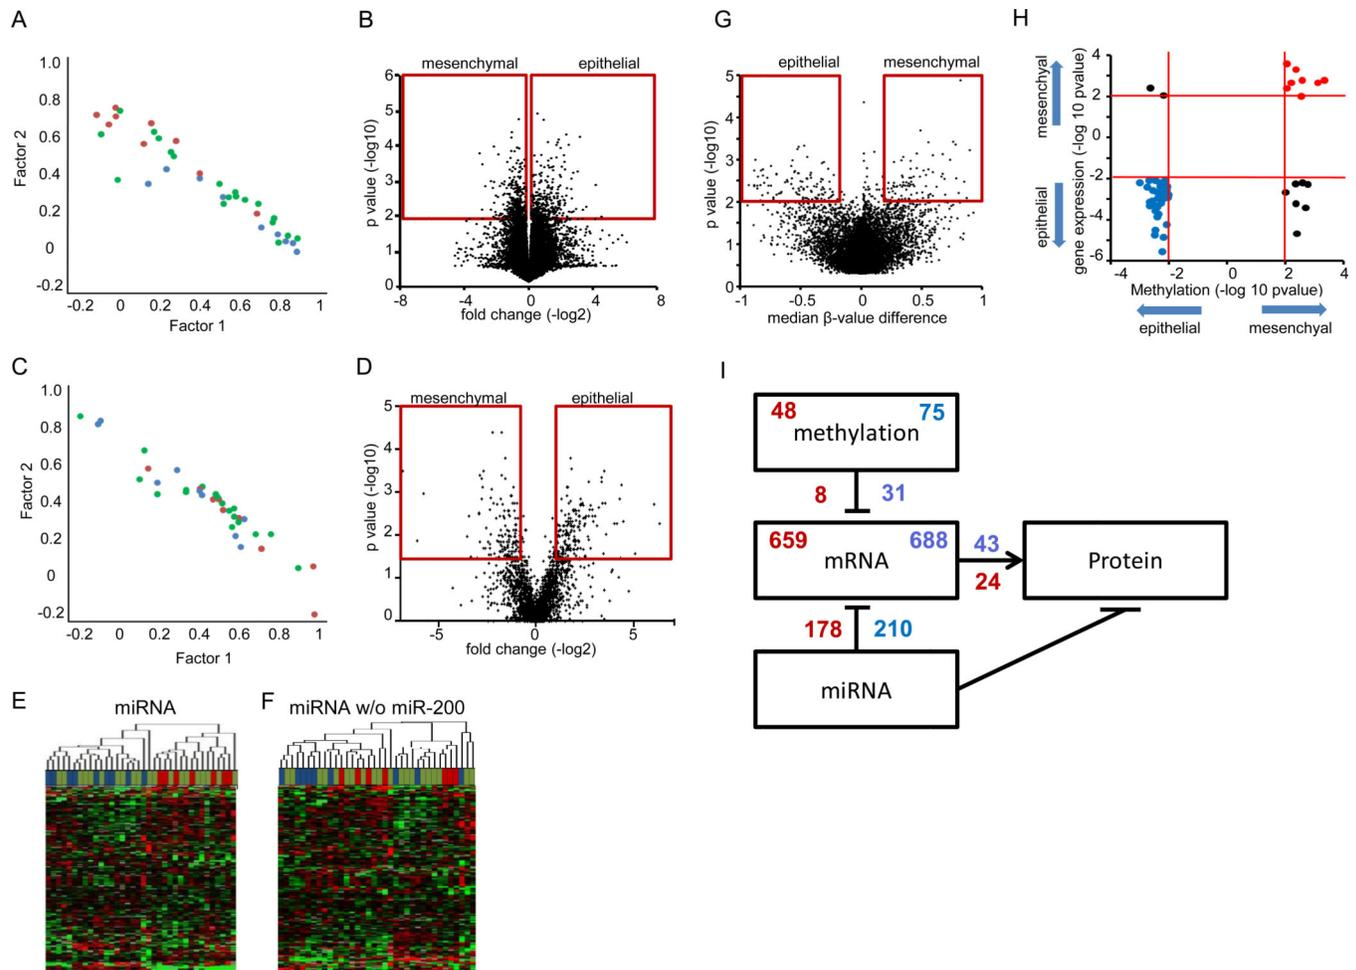 A
1.0
0.8
0.6
0.4
0.2
0
-0.2
Factor 2
-0.2 0 0.2 0.4 0.6 0.8 1
Factor 1
B
mesenchymal epithelial
6
5
4
3
2
1
0
p value (-log10)
-8 -4 0 4 8
fold change (-log2)
G
epithelial mesenchymal
5
4
3
2
1
0
p value (-log10)
-1 -0.5 0 0.5 1
median β-value difference
H
4
2
0
-2
-4
-6
mesenchyal
epithelial
gene expression (-log 10 pvalue)
-4 -2 0 2 4
Methylation (-log 10 pvalue)
epithelial mesenchyal
C
1.0
0.8
0.6
0.4
0.2
0
-0.2
Factor 2
-0.2 0 0.2 0.4 0.6 0.8 1
Factor 1
D
mesenchymal epithelial
5
4
3
2
1
0
p value (-log10)
-5 0 5
fold change (-log2)
I
48 75
methylation
8 31
659 688
mRNA
43
24
Protein
178 210
miRNA
E
miRNA
F
miRNA w/o miR-200